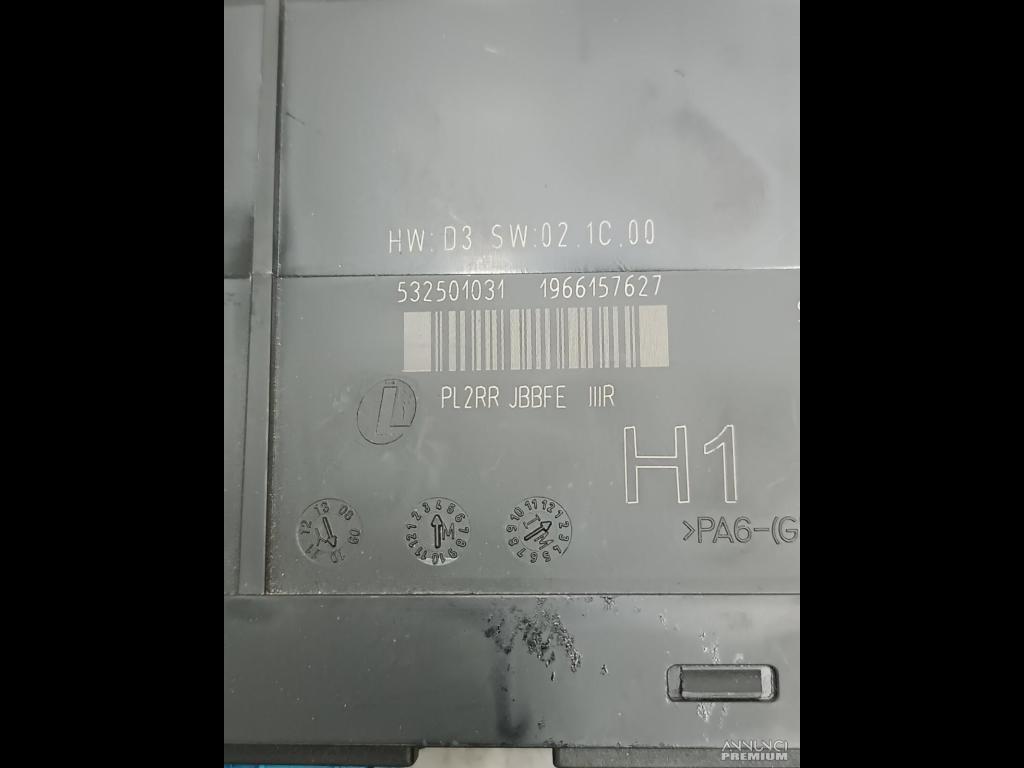 HW:D3 SW:02.1C.00
532501031 1966157627
PL2RR JBBFE IIIR
H1
>PA6-(G
ANNUNCI
PREMIUM